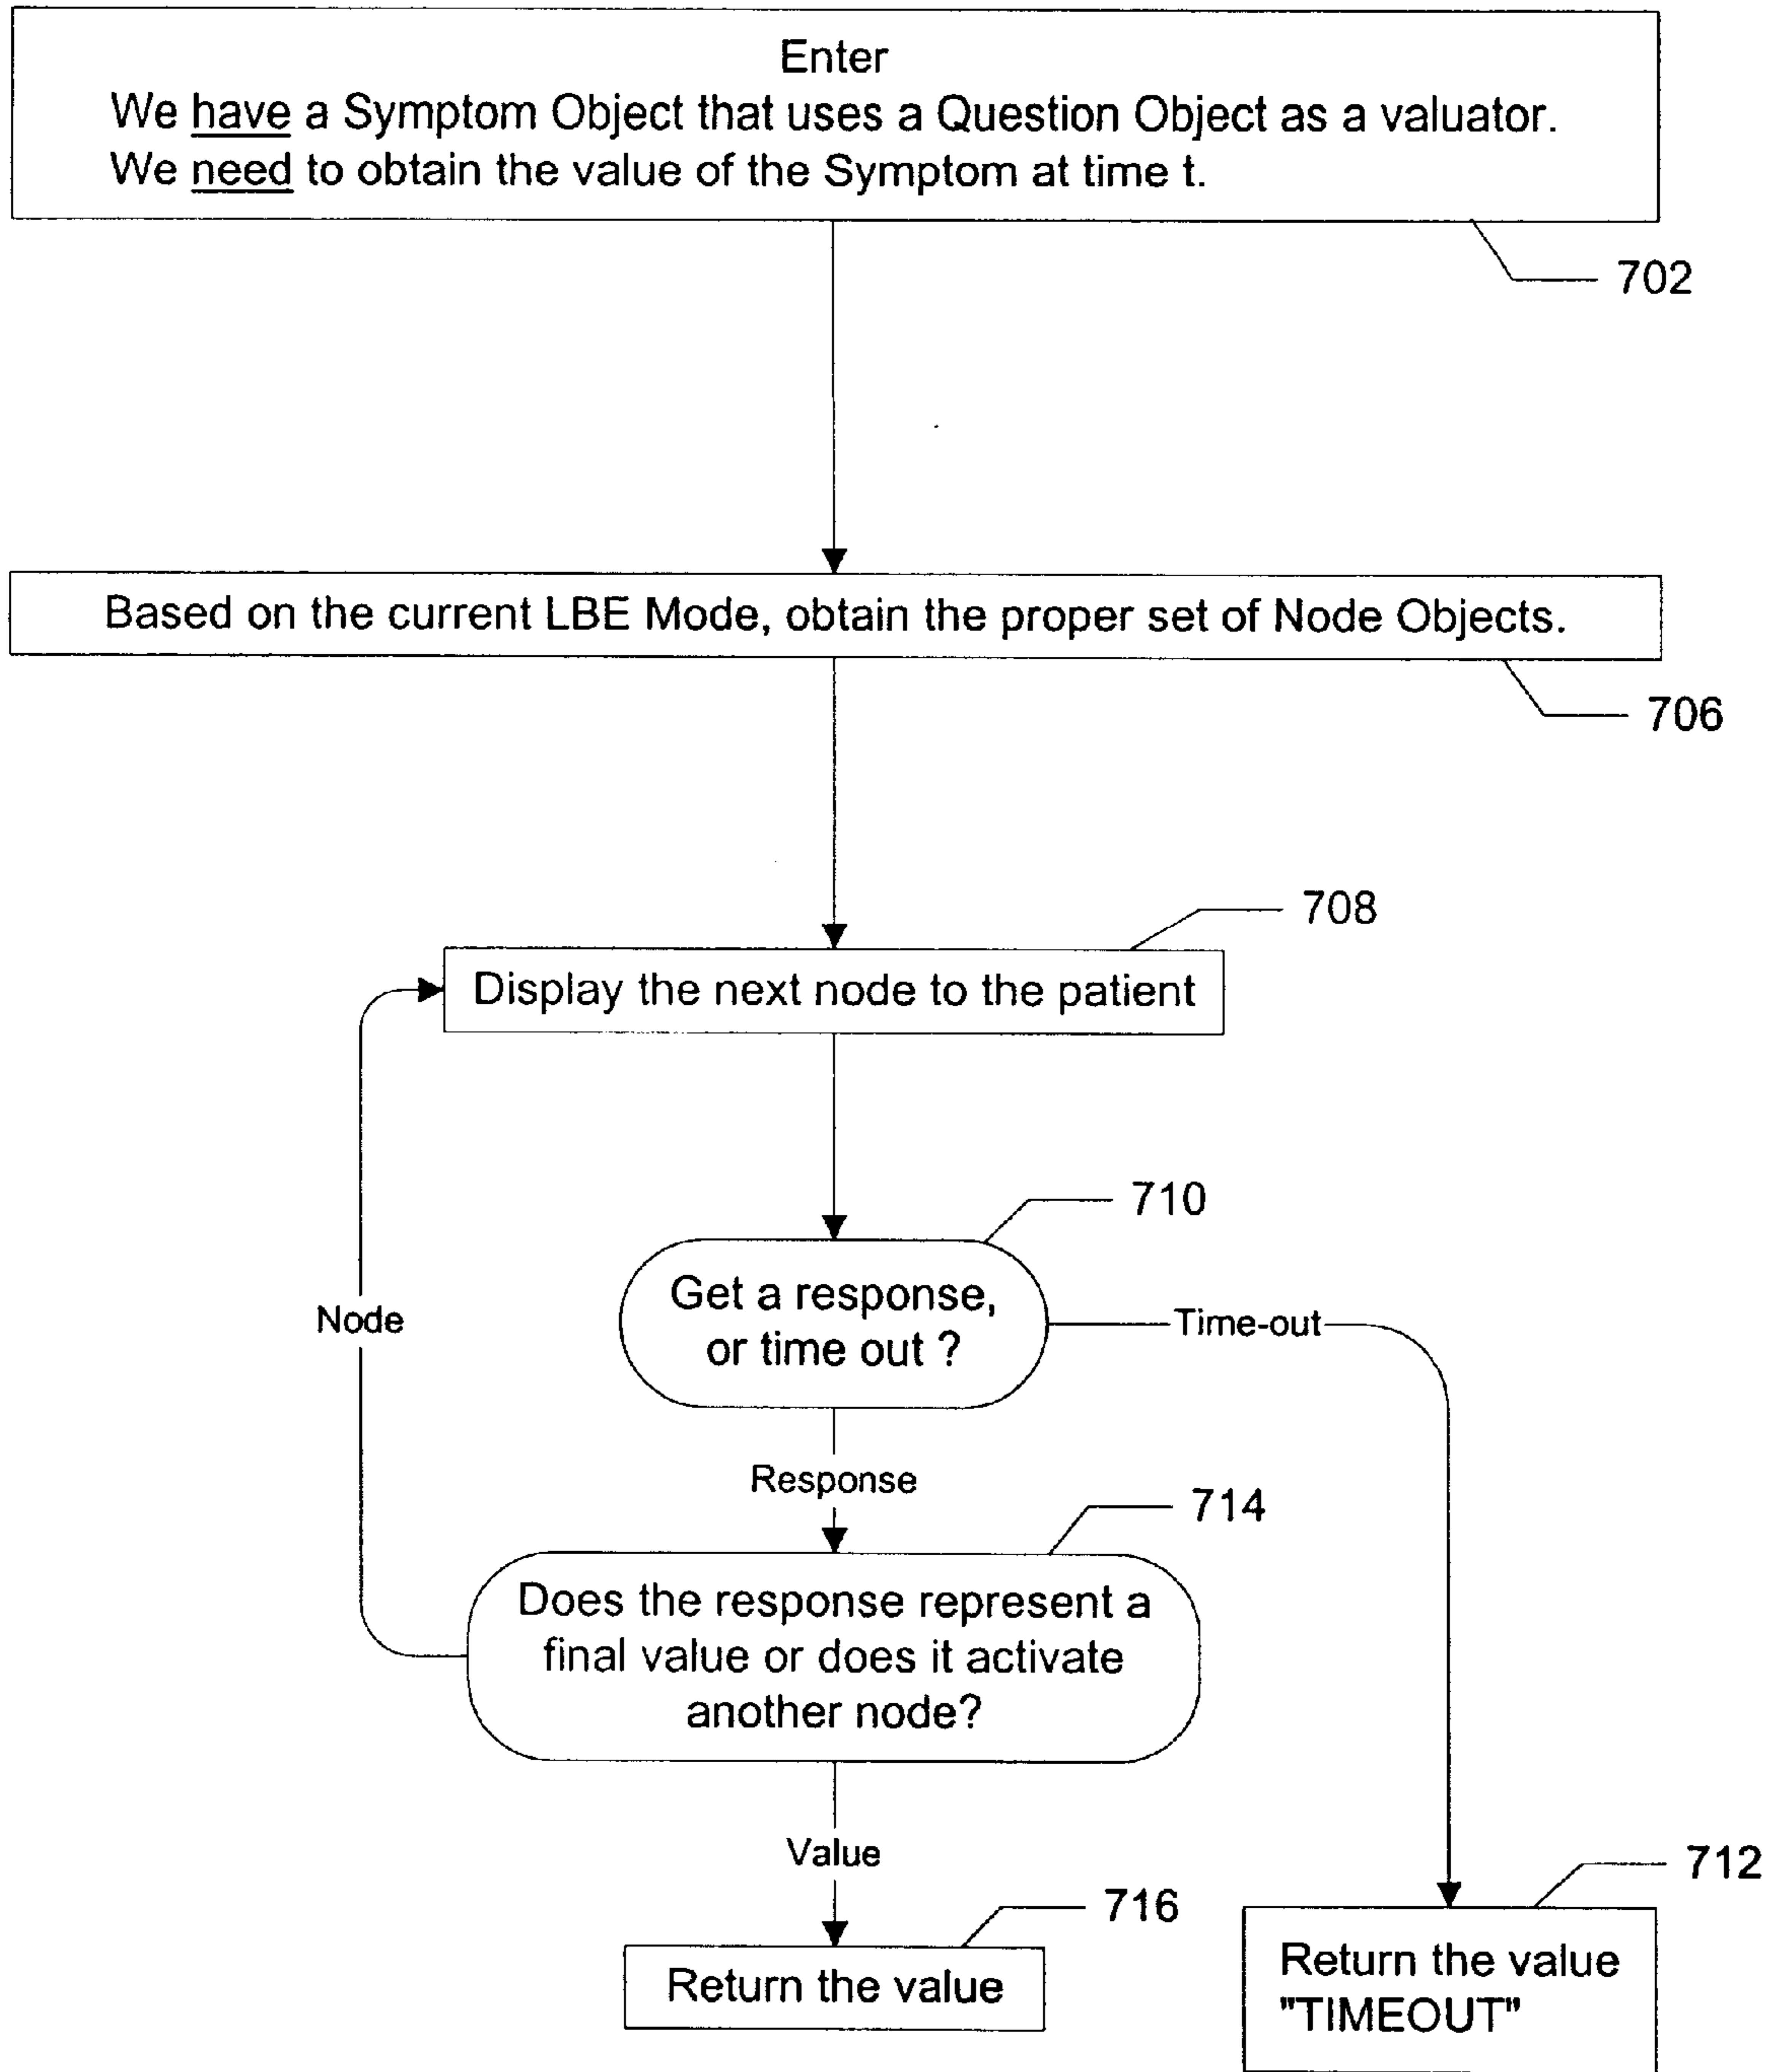 Enter
We have a Symptom Object that uses a Question Object as a valuator.
We need to obtain the value of the Symptom at time t.
702
Based on the current LBE Mode, obtain the proper set of Node Objects.
706
708
Display the next node to the patient
710
Get a response,
or time out ?
Time-out
Node
Response
714
Does the response represent a
final value or does it activate
another node?
Value
716
Return the value
712
Return the value
"TIMEOUT"